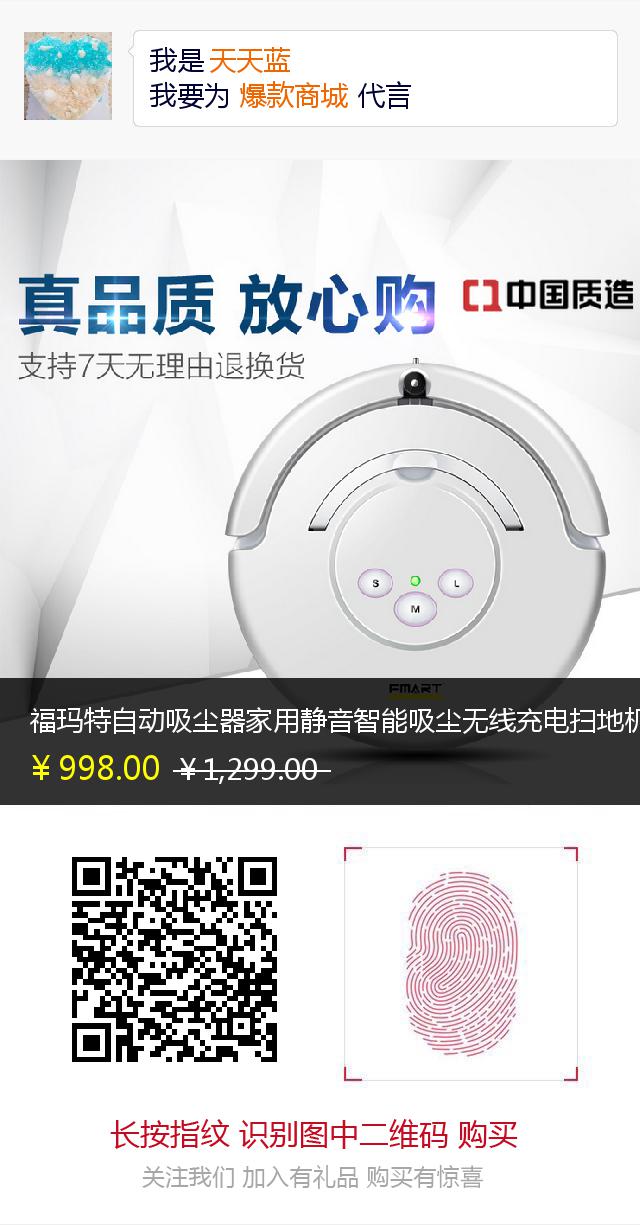 我是 天天蓝
我要为 爆款商城 代言
真品质 放心购
中国质造
支持7天无理由退换货
S
L
M
FMART
福玛特自动吸尘器家用静音智能吸尘无线充电扫地机
￥998.00 ￥1,299.00
长按指纹 识别图中二维码 购买
关注我们 加入有礼品 购买有惊喜